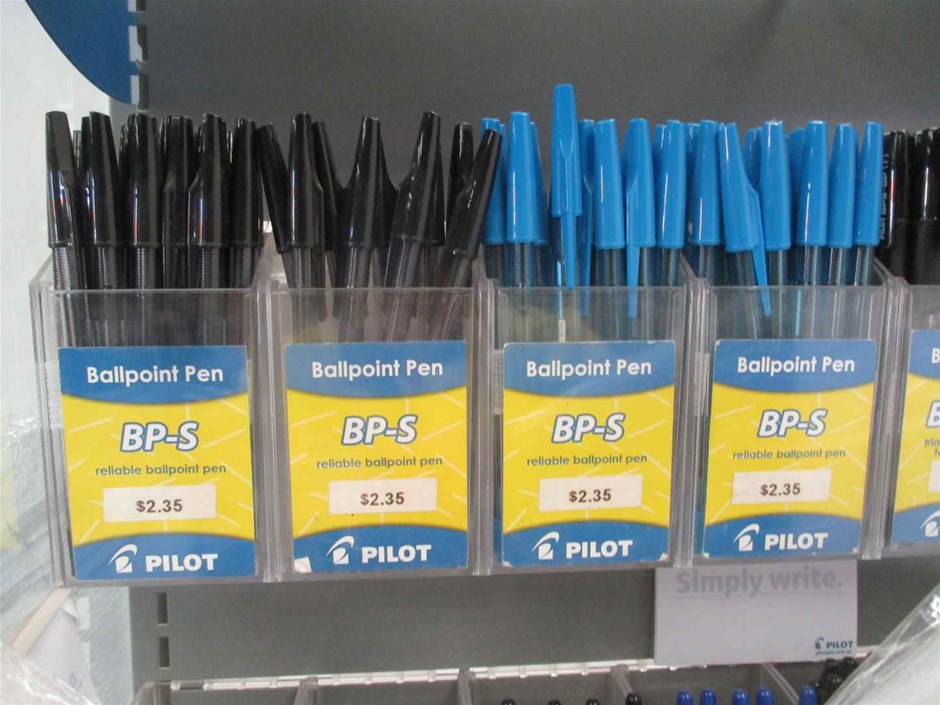 Ballpoint Pen
BP-S
reliable ballpoint pen
$2.35
PILOT
Ballpoint Pen
BP-S
reliable ballpoint pen
$2.35
PILOT
Ballpoint Pen
BP-S
reliable ballpoint pen
$2.35
PILOT
Ballpoint Pen
BP-S
reliable ballpoint pen
$2.35
PILOT
Simply write.
PILOT